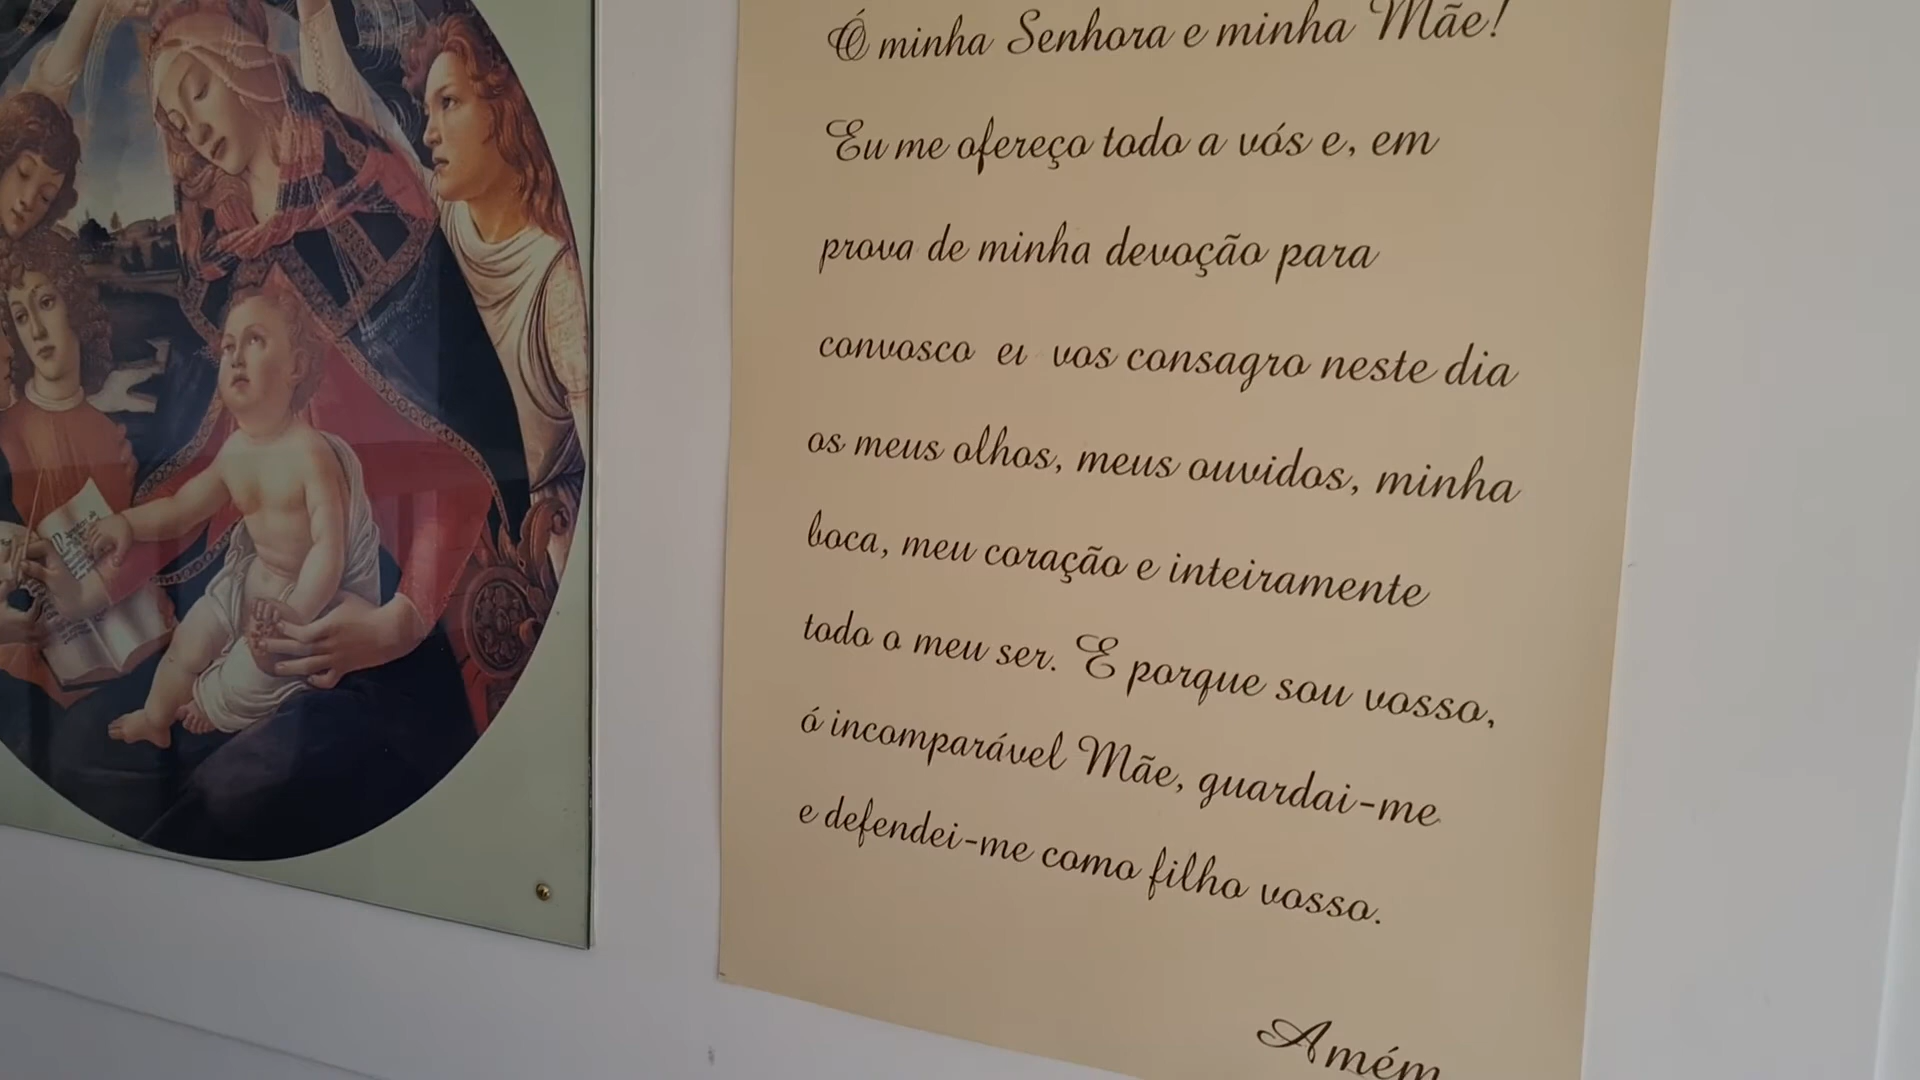 Ó minha Senhora e minha Mãe!
Eu me ofereço todo a vós e, em
prova de minha devoção para
convosco eu vos consagro neste dia
os meus olhos, meus ouvidos, minha
boca, meu coração e inteiramente
todo o meu ser. E porque sou vosso,
ó incomparável Mãe, guardai-me
e defendei-me como filho vosso.
Amém